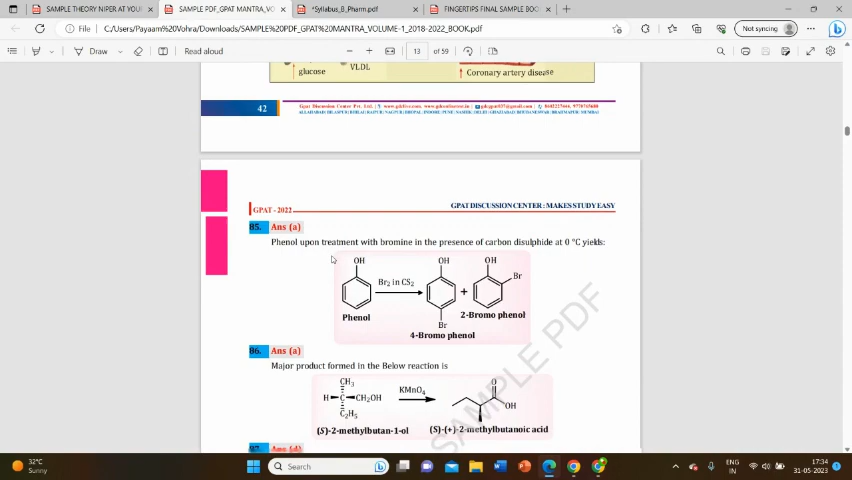 SAMPLE THEORY NIPER AT YOUR
SAMPLE PDF_GPAT MANTRA_VOLUM
*Syllabus_B_Pharm.pdf
FINGERTIPS FINAL SAMPLE BOOK
File
C:/Users/Payaam%20Vohra/Downloads/SAMPLE%20PDF_GPAT%20MANTRA_VOLUME-1_2018-2022_BOOK.pdf
Not syncing
Draw
Read aloud
13
of 59
glucose
VLDL
Coronary artery disease
42
GPAT - 2022
GPAT DISCUSSION CENTER : MAKES STUDY EASY
85.
Ans (a)
Phenol upon treatment with bromine in the presence of carbon disulphide at 0 °C yields:
OH
OH
OH
Br
Br2 in CS2
+
Phenol
Br
2-Bromo phenol
4-Bromo phenol
86.
Ans (a)
Major product formed in the Below reaction is
CH3
H
C
CH2OH
C2H5
KMnO4
O
OH
(S)-2-methylbutan-1-ol
(S)-(+)-2-methylbutanoic acid
87.
Ans (d)
SAMPLE PDF
32°C
Sunny
Search
ENG
IN
17:34
31-05-2023